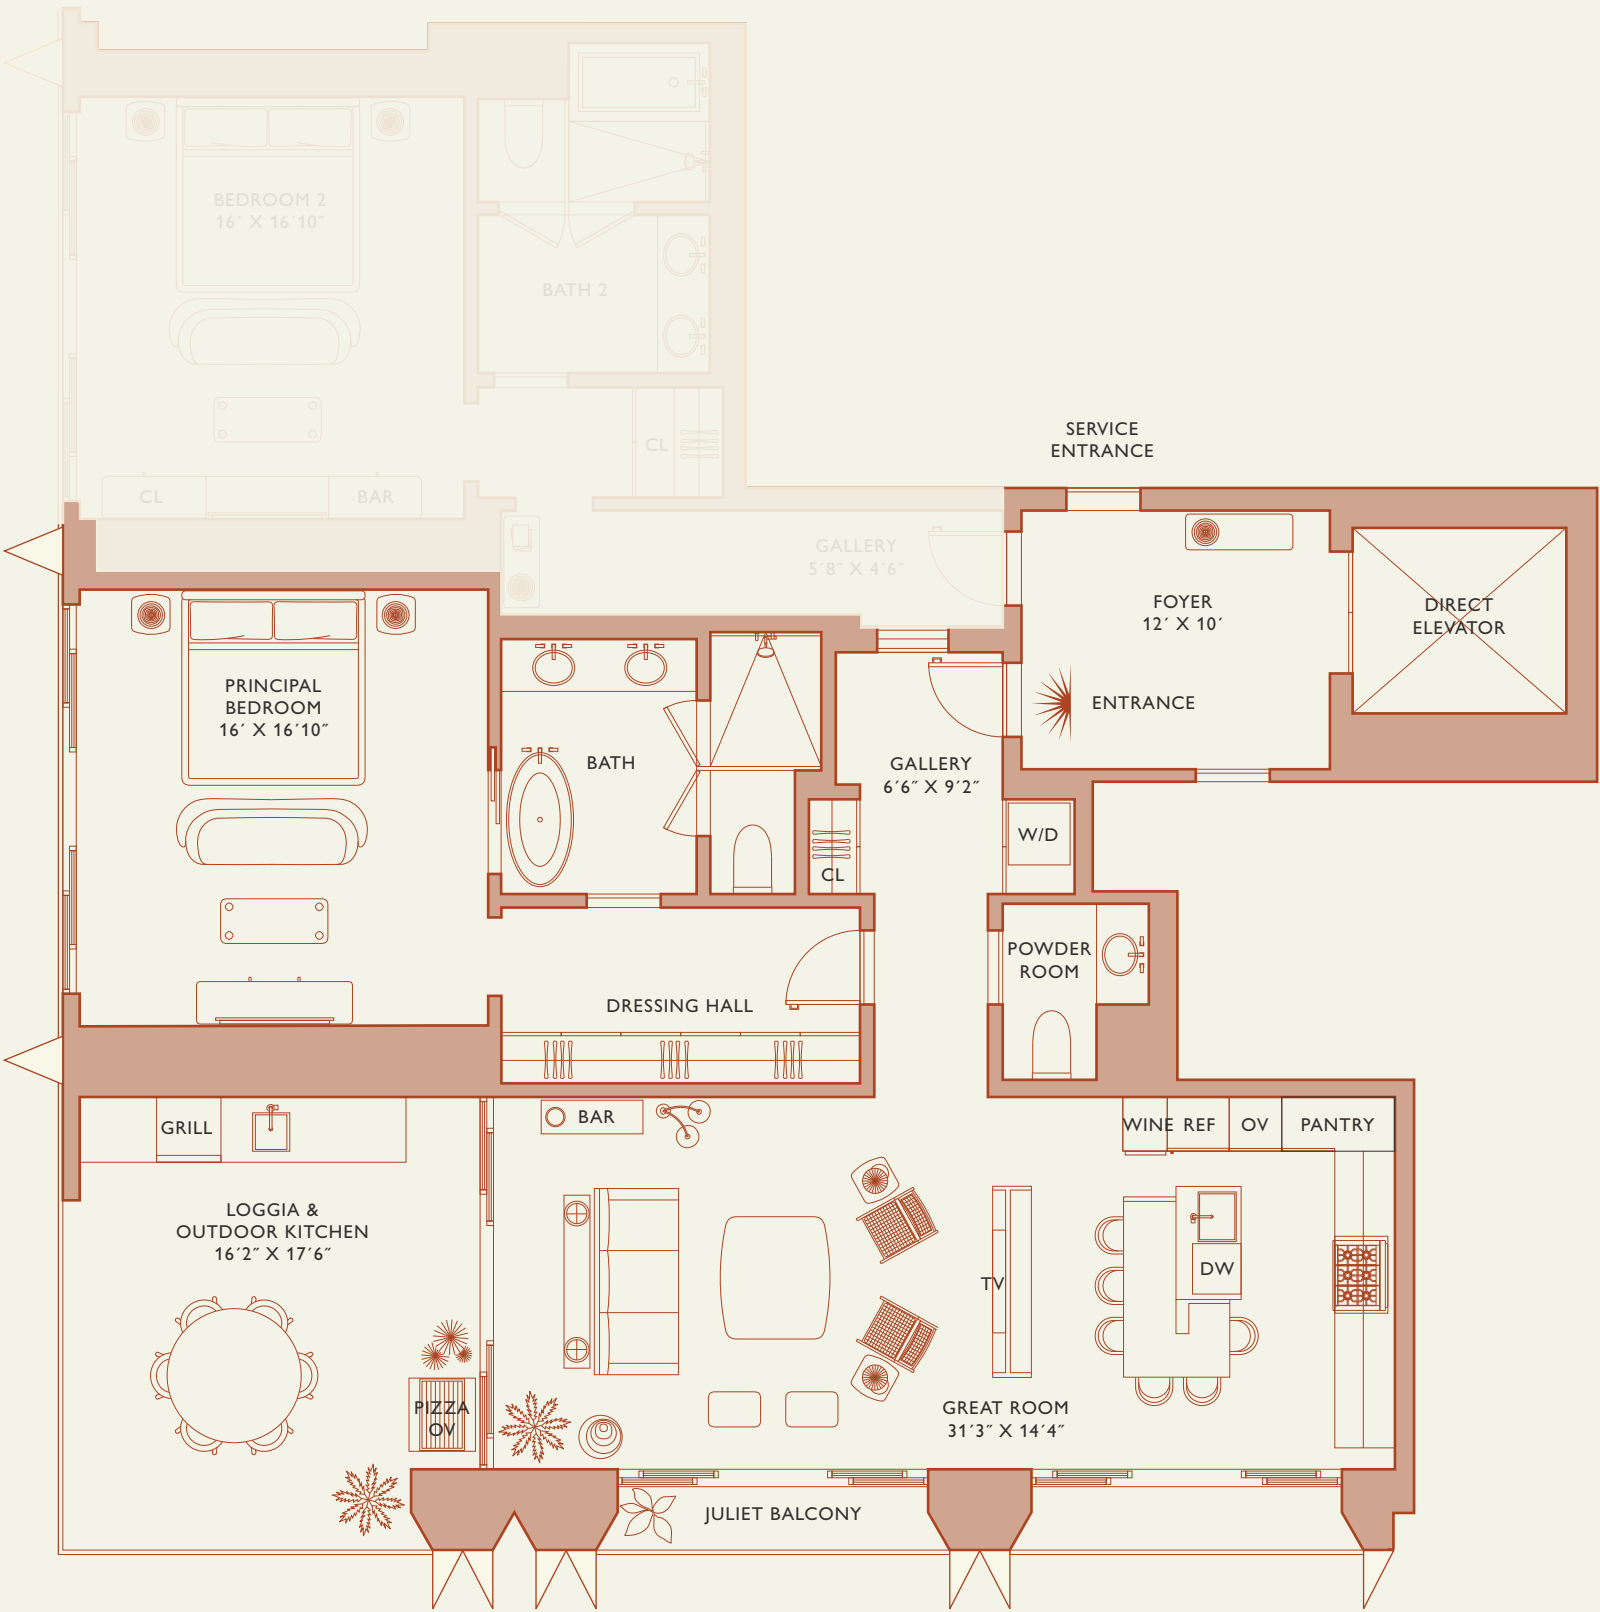 BEDROOM 2
16´ X 16´10˝
BATH 2
CL
CL
BAR
GALLERY
5´8˝ X 4´6˝
SERVICE
ENTRANCE
FOYER
12´ X 10´
DIRECT
ELEVATOR
ENTRANCE
PRINCIPAL
BEDROOM
16´ X 16´10˝
BATH
GALLERY
6´6˝ X 9´2˝
W/D
CL
POWDER
ROOM
DRESSING HALL
GRILL
BAR
WINE
REF
OV
PANTRY
LOGGIA &
OUTDOOR KITCHEN
16´2˝ X 17´6˝
TV
DW
PIZZA
OV
GREAT ROOM
31´3˝ X 14´4˝
JULIET BALCONY